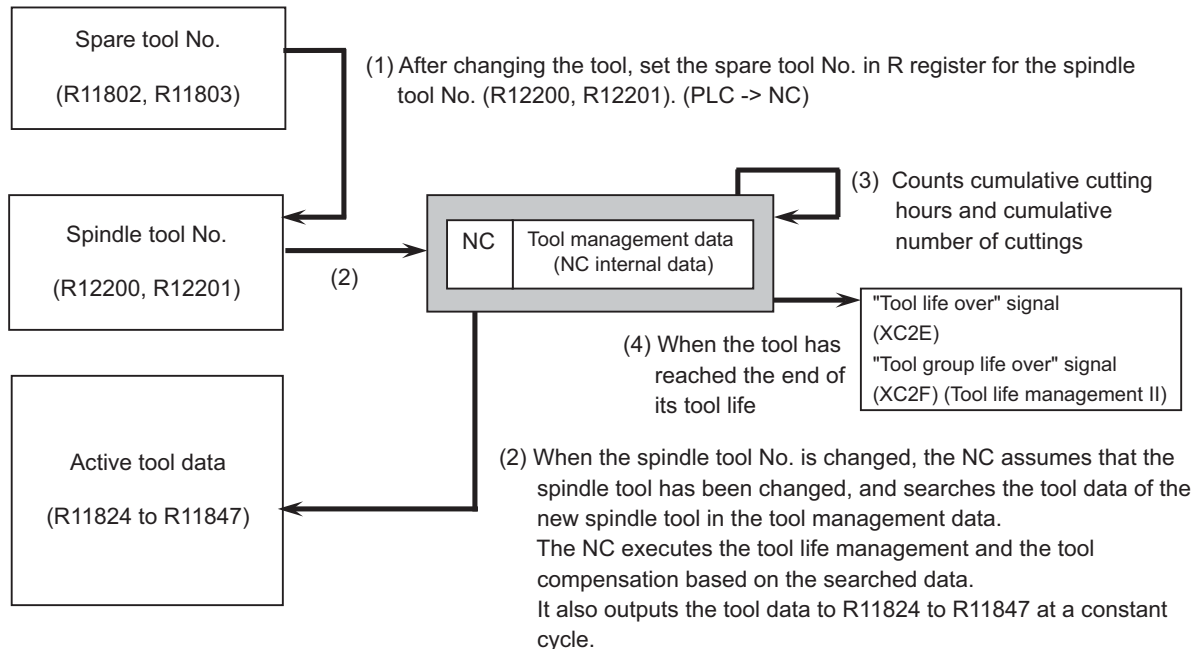 Spare tool No.
(R11802, R11803)
(1) After changing the tool, set the spare tool No. in R register for the spindle
tool No. (R12200, R12201). (PLC -> NC)
Spindle tool No.
(R12200, R12201)
(2)
NC
Tool management data
(NC internal data)
(3) Counts cumulative cutting
hours and cumulative
number of cuttings
(4) When the tool has
reached the end of
its tool life
"Tool life over" signal
(XC2E)
"Tool group life over" signal
(XC2F) (Tool life management II)
Active tool data
(R11824 to R11847)
(2) When the spindle tool No. is changed, the NC assumes that the
spindle tool has been changed, and searches the tool data of the
new spindle tool in the tool management data.
The NC executes the tool life management and the tool
compensation based on the searched data.
It also outputs the tool data to R11824 to R11847 at a constant
cycle.